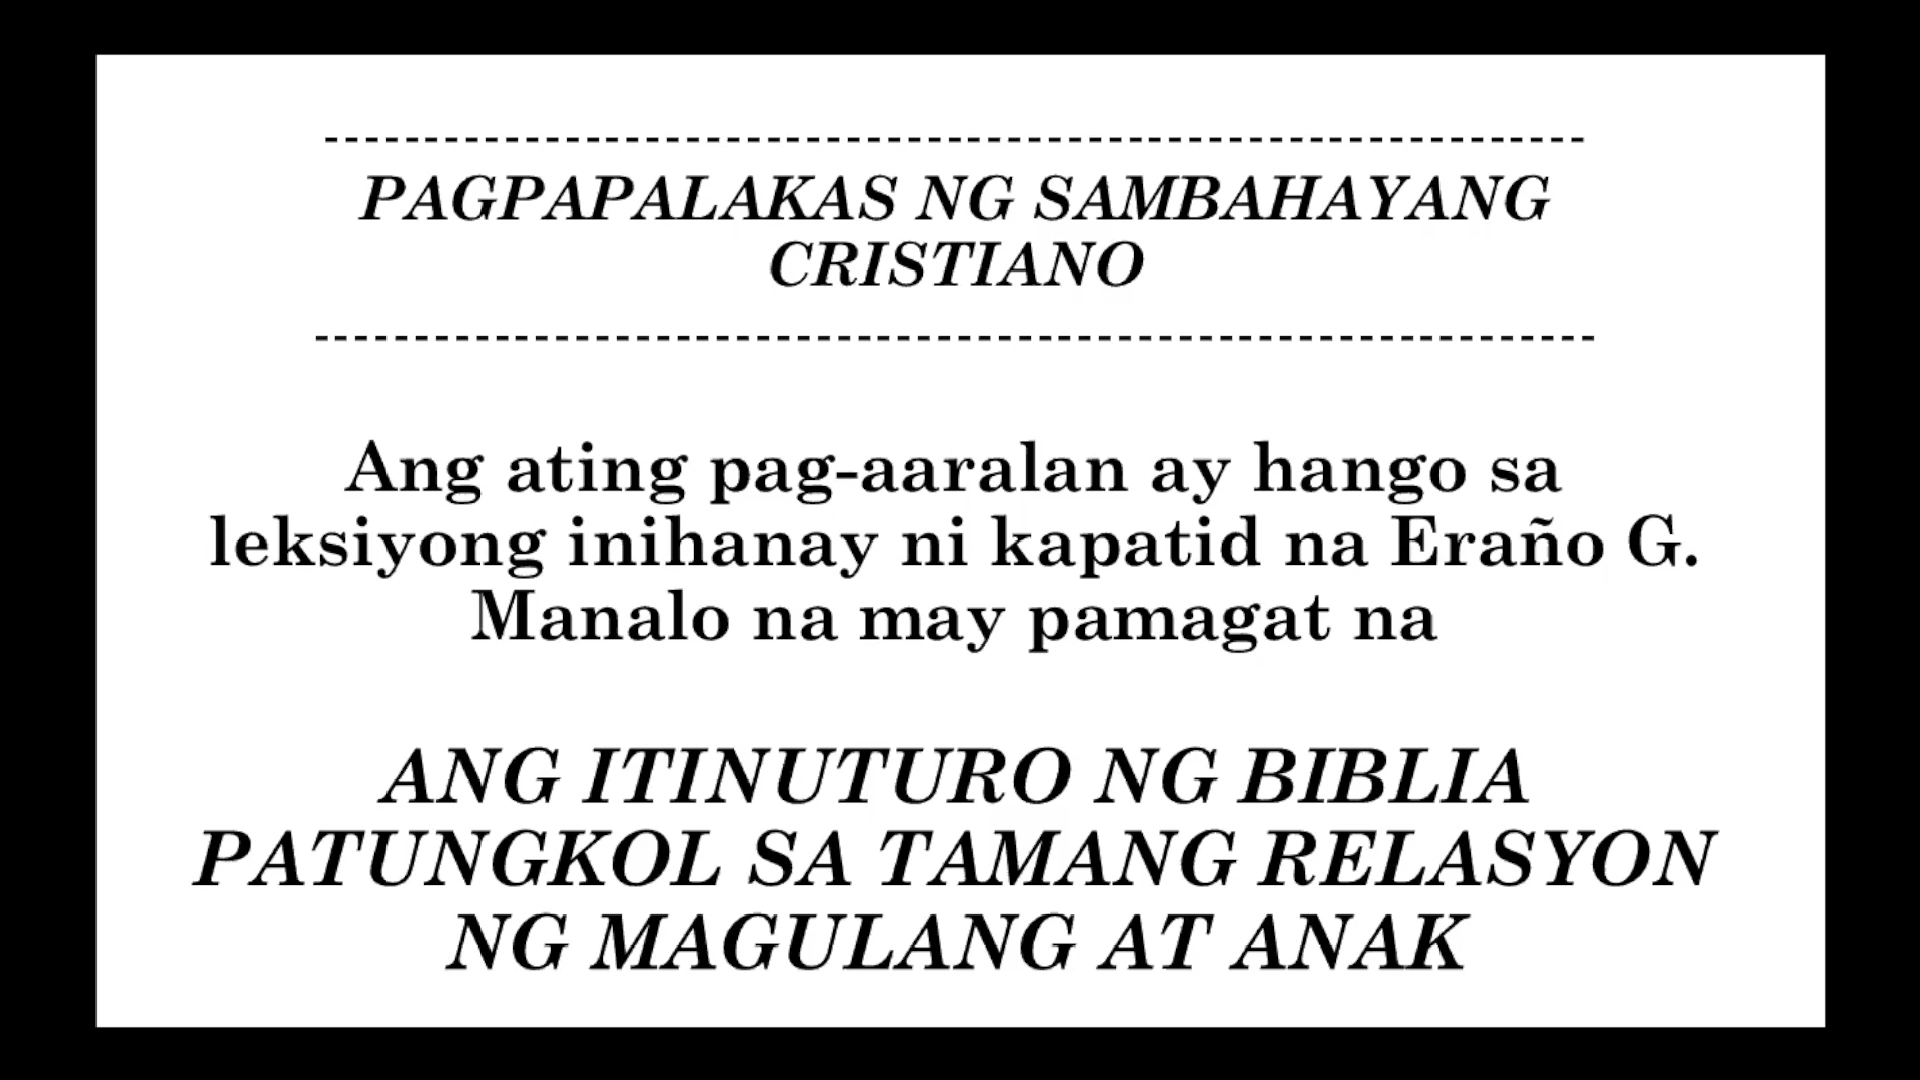 ---------------------------------------------------------------
PAGPAPALAKAS NG SAMBAHAYANG
CRISTIANO
----------------------------------------------------------------
Ang ating pag-aaralan ay hango sa
leksiyong inihanay ni kapatid na Eraño G.
Manalo na may pamagat na
ANG ITINUTURO NG BIBLIA
PATUNGKOL SA TAMANG RELASYON
NG MAGULANG AT ANAK